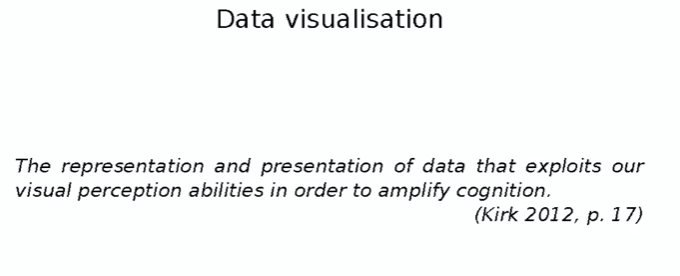 Data visualisation
The representation and presentation of data that exploits our
visual perception abilities in order to amplify cognition.
(Kirk 2012, p. 17)